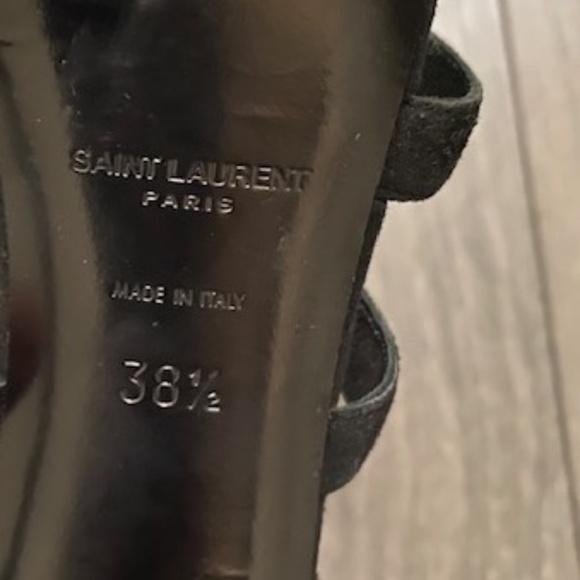 SAINT LAURENT
PARIS
MADE IN ITALY
38½